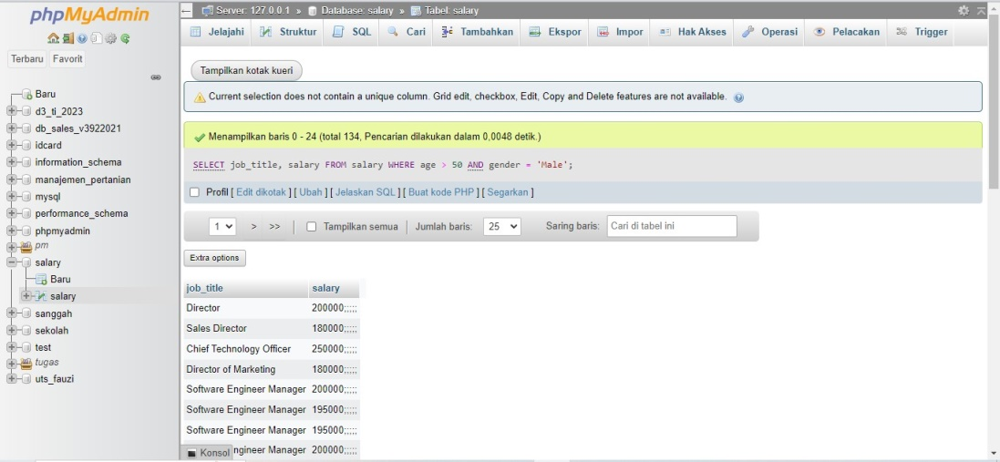 phpMyAdmin
Terbaru Favorit
Baru
d3_ti_2023
db_sales_v3922021
idcard
information_schema
manajemen_pertanian
mysql
performance_schema
phpmyadmin
pm
salary
Baru
salary
sanggah
sekolah
test
tugas
uts_fauzi
Server: 127.0.0.1 » Database: salary » Tabel: salary
Jelajahi Struktur SQL Cari Tambahkan Ekspor Impor Hak Akses Operasi Pelacakan Trigger
Tampilkan kotak kueri
Current selection does not contain a unique column. Grid edit, checkbox, Edit, Copy and Delete features are not available.
Menampilkan baris 0 - 24 (total 134, Pencarian dilakukan dalam 0,0048 detik.)
SELECT job_title, salary FROM salary WHERE age > 50 AND gender = 'Male';
Profil [ Edit dikotak ] [ Ubah ] [ Jelaskan SQL ] [ Buat kode PHP ] [ Segarkan ]
1 > >> | Tampilkan semua | Jumlah baris: 25 Saring baris: Cari di tabel ini
Extra options
job_title salary
Director 200000;;;;;
Sales Director 180000;;;;;
Chief Technology Officer 250000;;;;;
Director of Marketing 180000;;;;;
Software Engineer Manager 200000;;;;;
Software Engineer Manager 195000;;;;;
Software Engineer Manager 195000;;;;;
Konsol ngineer Manager 200000;;;;;